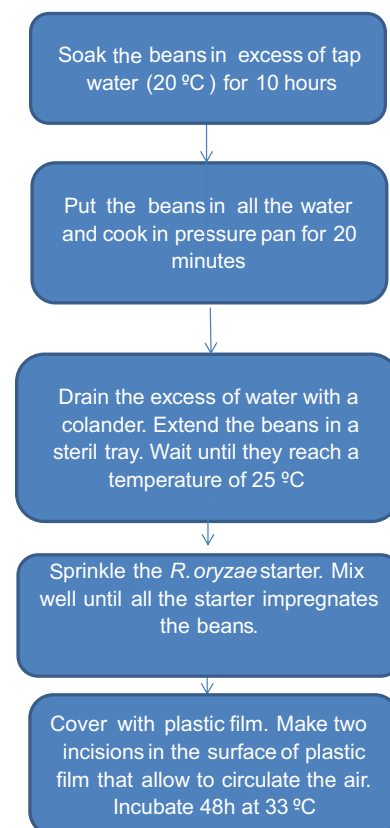 Soak the beans in excess of tap
water (20 ºC ) for 10 hours
Put the beans in all the water
and cook in pressure pan for 20
minutes
Drain the excess of water with a
colander. Extend the beans in a
steril tray. Wait until they reach a
temperature of 25 ºC
Sprinkle the R. oryzae starter. Mix
well until all the starter impregnates
the beans.
Cover with plastic film. Make two
incisions in the surface of plastic
film that allow to circulate the air.
Incubate 48h at 33 ºC